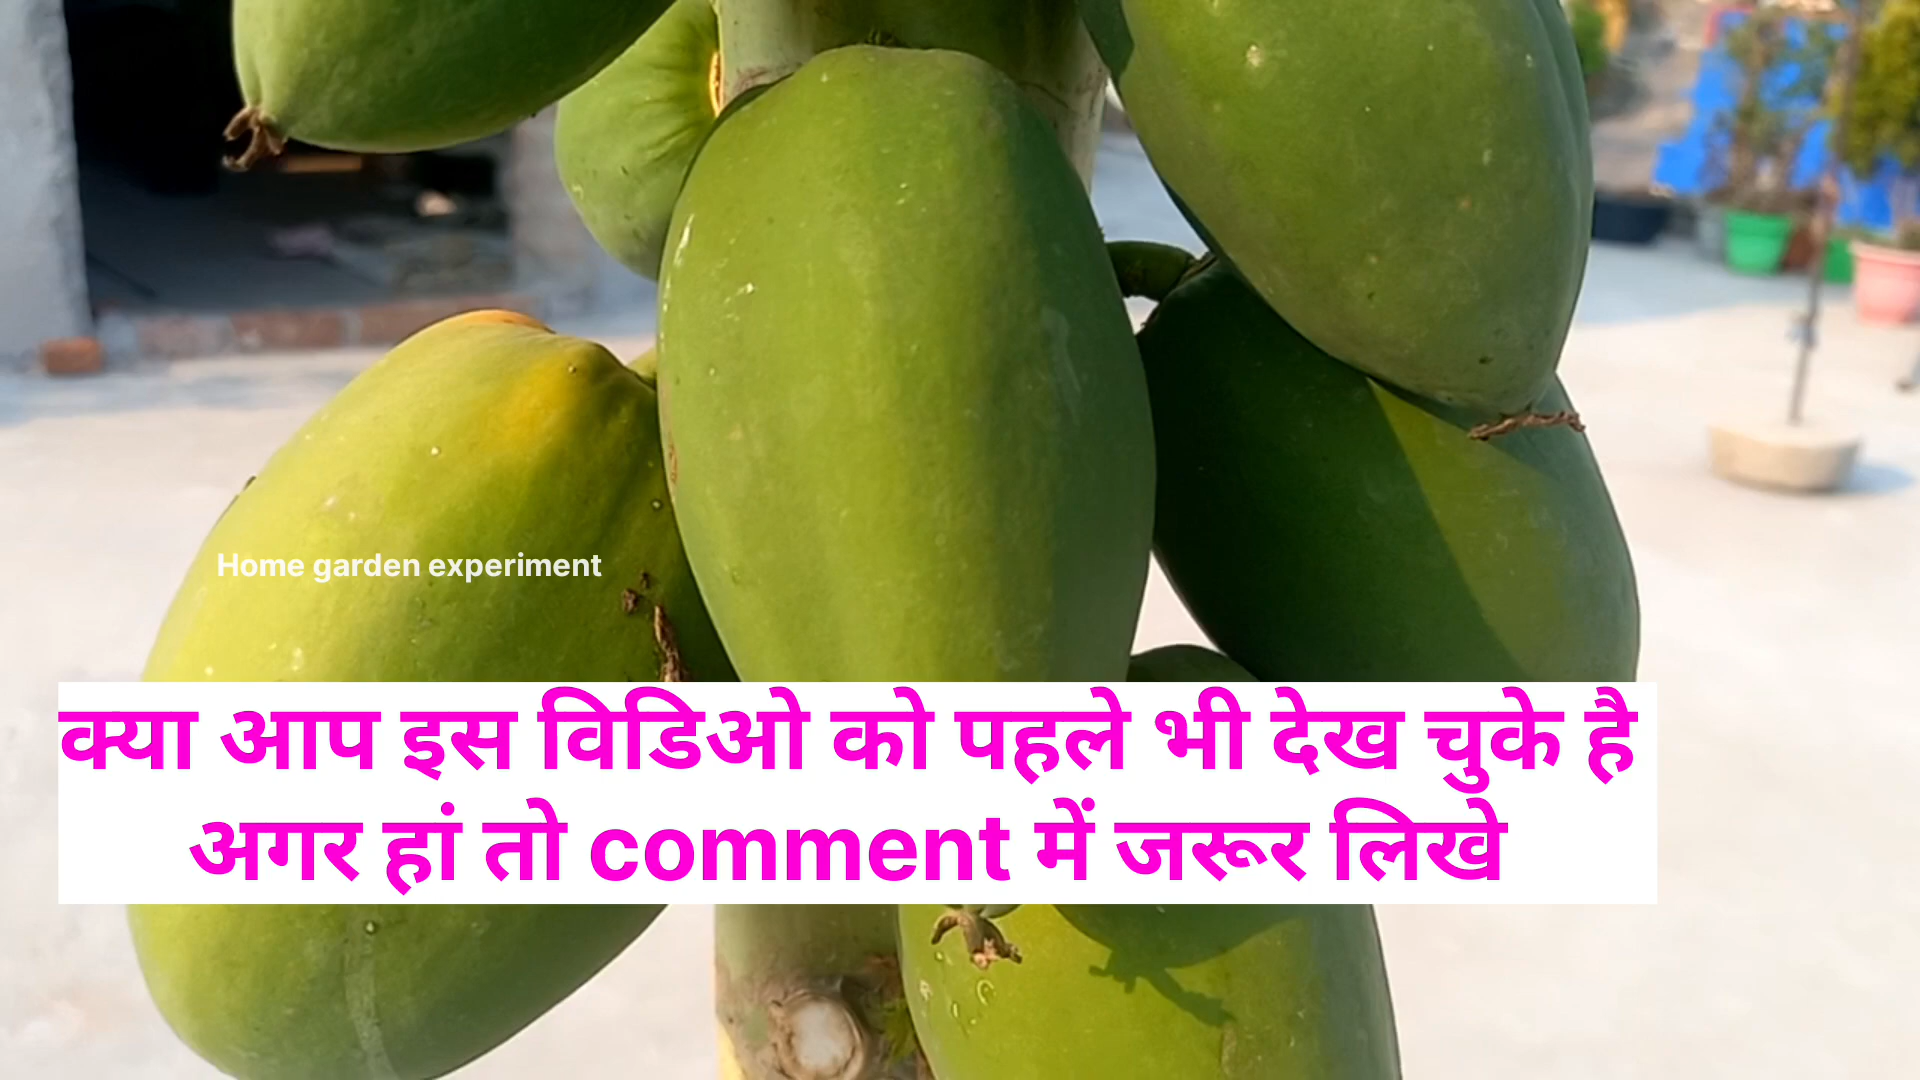 Home garden experiment
क्या आप इस विडिओ को पहले भी देख चुके है
अगर हां तो comment में जरूर लिखे